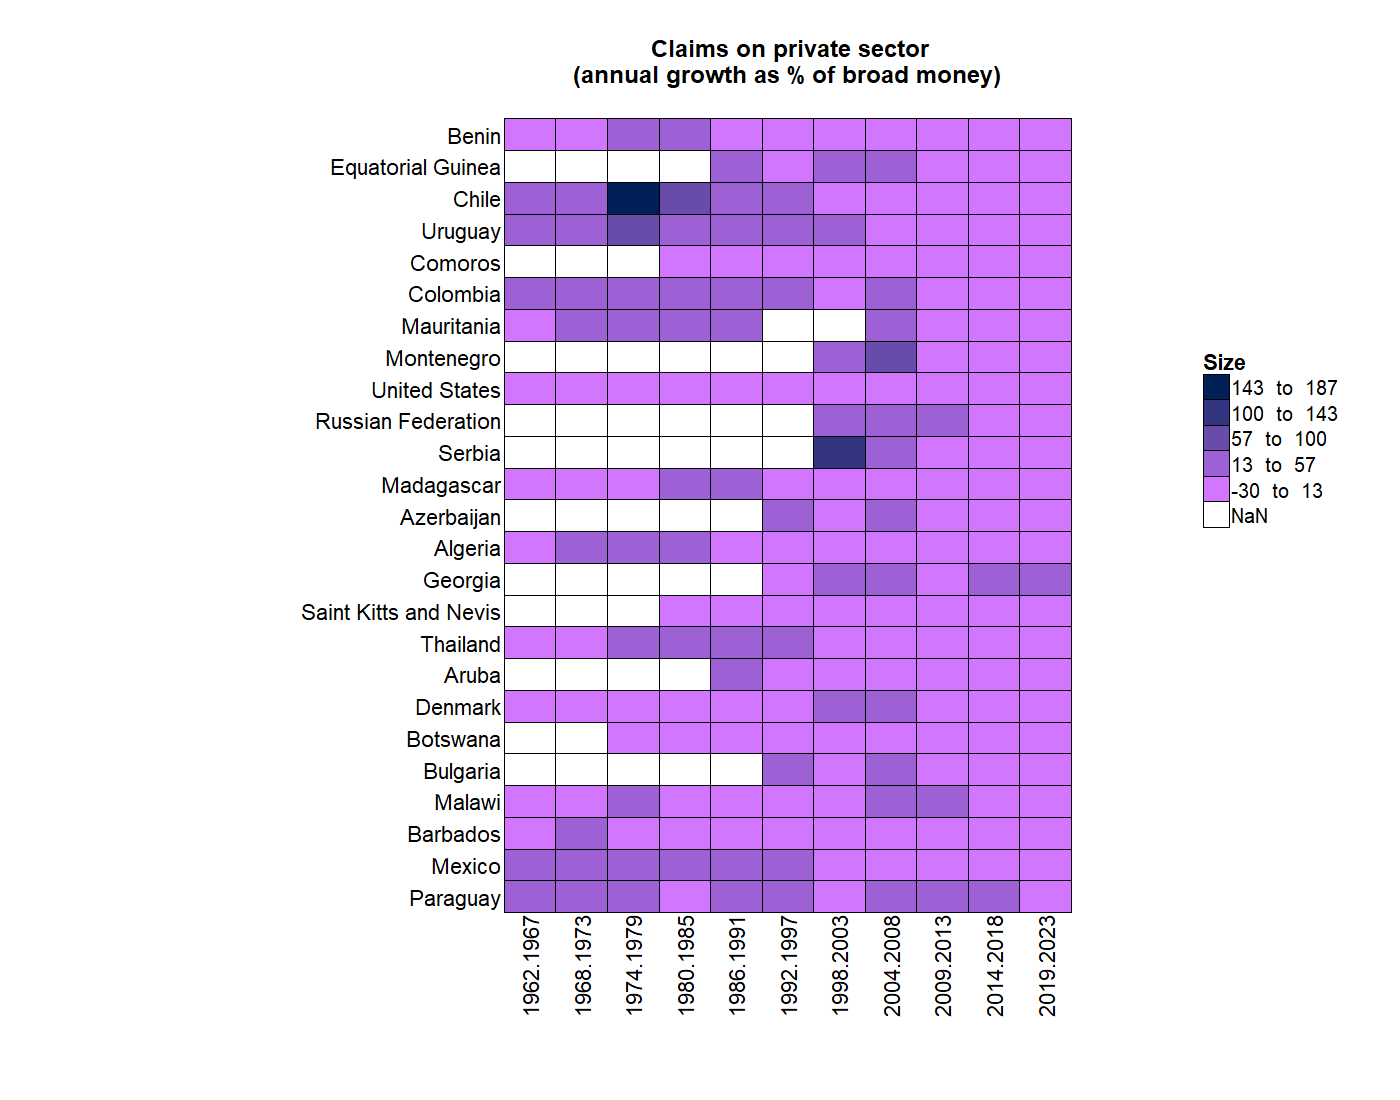 Claims on private sector
(annual growth as % of broad money)
Benin
Equatorial Guinea
Chile
Uruguay
Comoros
Colombia
Mauritania
Montenegro
United States
Russian Federation
Serbia
Madagascar
Azerbaijan
Algeria
Georgia
Saint Kitts and Nevis
Thailand
Aruba
Denmark
Botswana
Bulgaria
Malawi
Barbados
Mexico
Paraguay
1962.1967
1968.1973
1974.1979
1980.1985
1986.1991
1992.1997
1998.2003
2004.2008
2009.2013
2014.2018
2019.2023
Size
143 to 187
100 to 143
57 to 100
13 to 57
-30 to 13
NaN